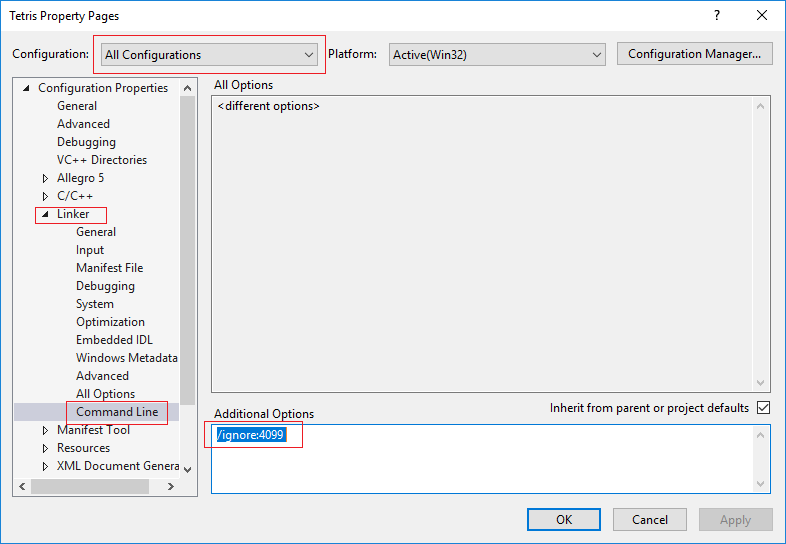 Tetris Property Pages
?
Configuration: All Configurations Platform: Active(Win32) Configuration Manager...
Configuration Properties
General
Advanced
Debugging
VC++ Directories
Allegro 5
C/C++
Linker
General
Input
Manifest File
Debugging
System
Optimization
Embedded IDL
Windows Metadata
Advanced
All Options
Command Line
Manifest Tool
Resources
XML Document Genera
All Options
<different options>
Additional Options
Inherit from parent or project defaults
/ignore:4099
OK Cancel Apply